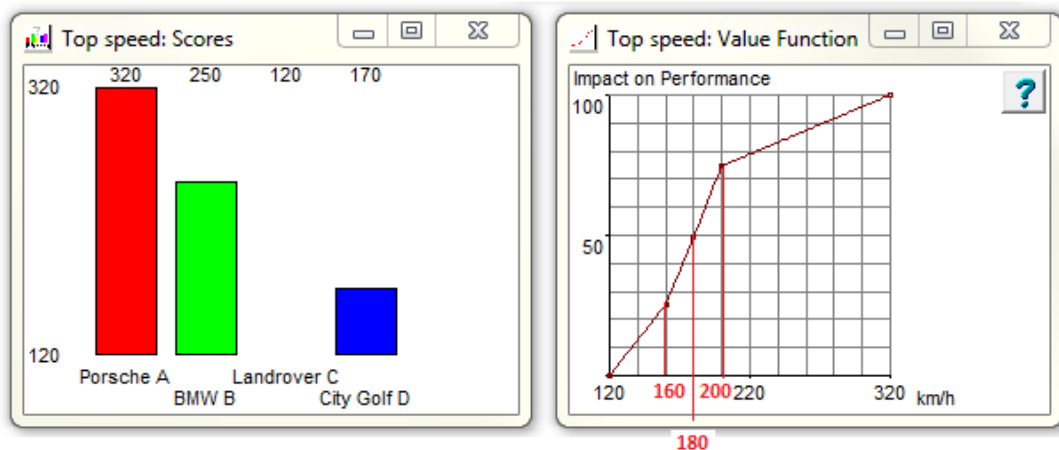 Top speed: Scores
320 250 120 170
320
120
Porsche A
Landrover C
BMW B
City Golf D
Top speed: Value Function
Impact on Performance
?
100
50
120 160 200 220 320 km/h
180